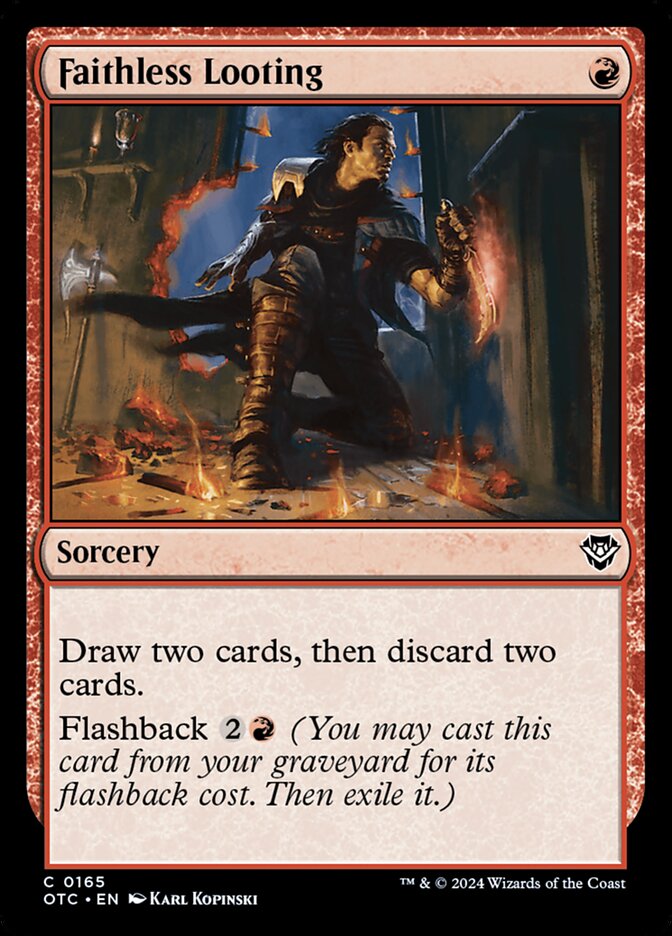 Faithless Looting
Sorcery
Draw two cards, then discard two
cards.
Flashback 2 (You may cast this
card from your graveyard for its
flashback cost. Then exile it.)
C 0165
OTC • EN Karl Kopinski
™ & © 2024 Wizards of the Coast